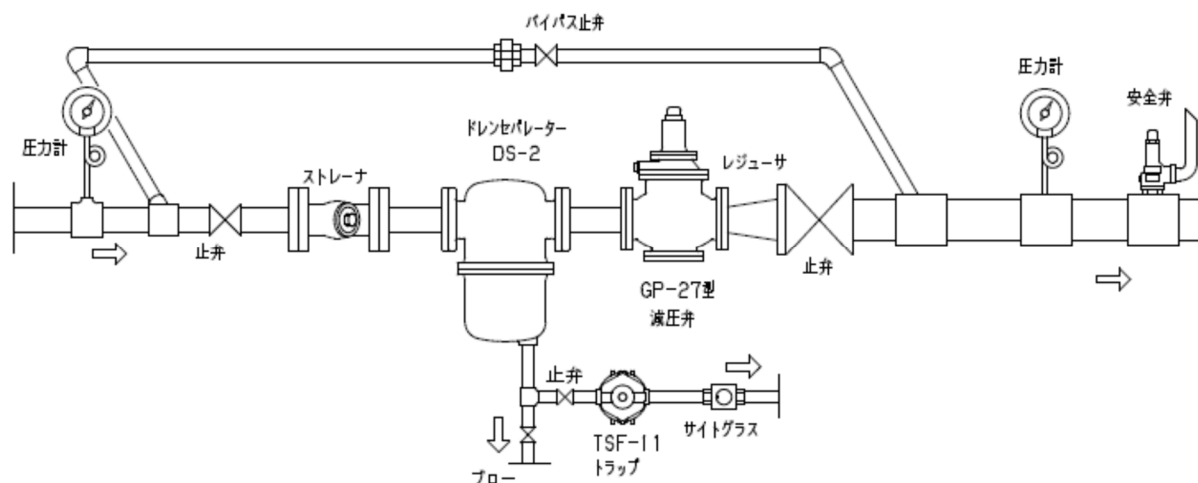 バイパス止弁
圧力計
安全弁
圧力計
ドレンセパレーター
DS-2
レジューサ
ストレーナ
止弁
止弁
GP-27型
減圧弁
止弁
サイトグラス
TSF-11
トラップ
ブロー